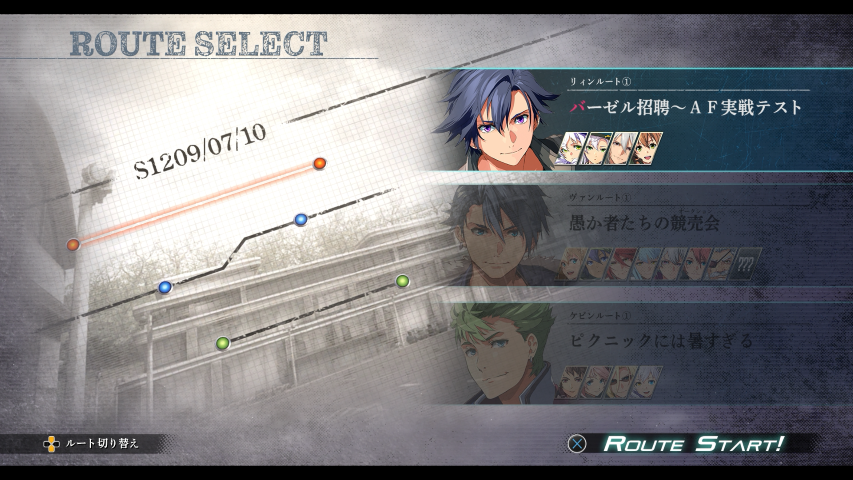 ROUTE SELECT
S1209/07/10
リィンルート①
バーゼル招聘～AF実戦テスト
ヴァンルート①
愚か者たちの競売会
???
ケビンルート①
ピクニックには暑すぎる
ルート切り替え
ROUTE START!